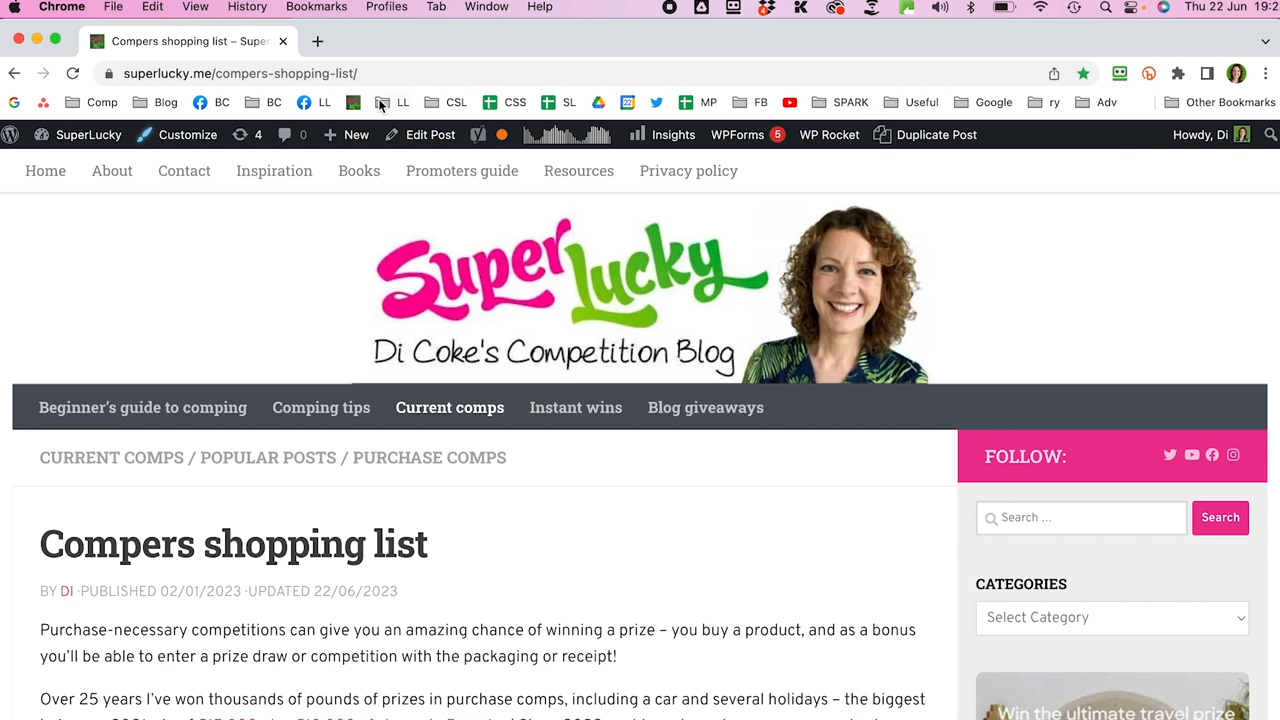 Chrome File Edit View History Bookmarks Profiles Tab Window Help Thu 22 Jun 19:2
Compers shopping list – Super
superlucky.me/compers-shopping-list/
Comp Blog BC BC LL LL CSL CSS SL 22 MP FB SPARK Useful Google ry Adv Other Bookmarks
SuperLucky Customize 4 0 New Edit Post Insights WPForms 5 WP Rocket Duplicate Post Howdy, Di
Home About Contact Inspiration Books Promoters guide Resources Privacy policy
Super Lucky
Di Coke's Competition Blog
Beginner's guide to comping Comping tips Current comps Instant wins Blog giveaways
CURRENT COMPS / POPULAR POSTS / PURCHASE COMPS
FOLLOW:
Search ... Search
Compers shopping list
CATEGORIES
BY DI · PUBLISHED 02/01/2023 · UPDATED 22/06/2023
Select Category
Purchase-necessary competitions can give you an amazing chance of winning a prize – you buy a product, and as a bonus
you'll be able to enter a prize draw or competition with the packaging or receipt!
Over 25 years I've won thousands of pounds of prizes in purchase comps, including a car and several holidays – the biggest
Win the ultimate travel prize